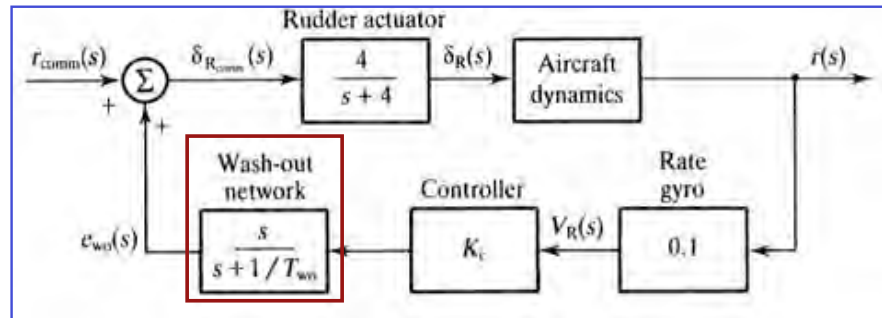 Rudder actuator
r_comm(s)
Σ
δ_R_comm(s)
4
s + 4
δ_R(s)
Aircraft
dynamics
r(s)
+
+
Wash-out
network
Controller
Rate
gyro
e_wo(s)
s
s + 1 / T_wo
K_c
V_R(s)
0.1